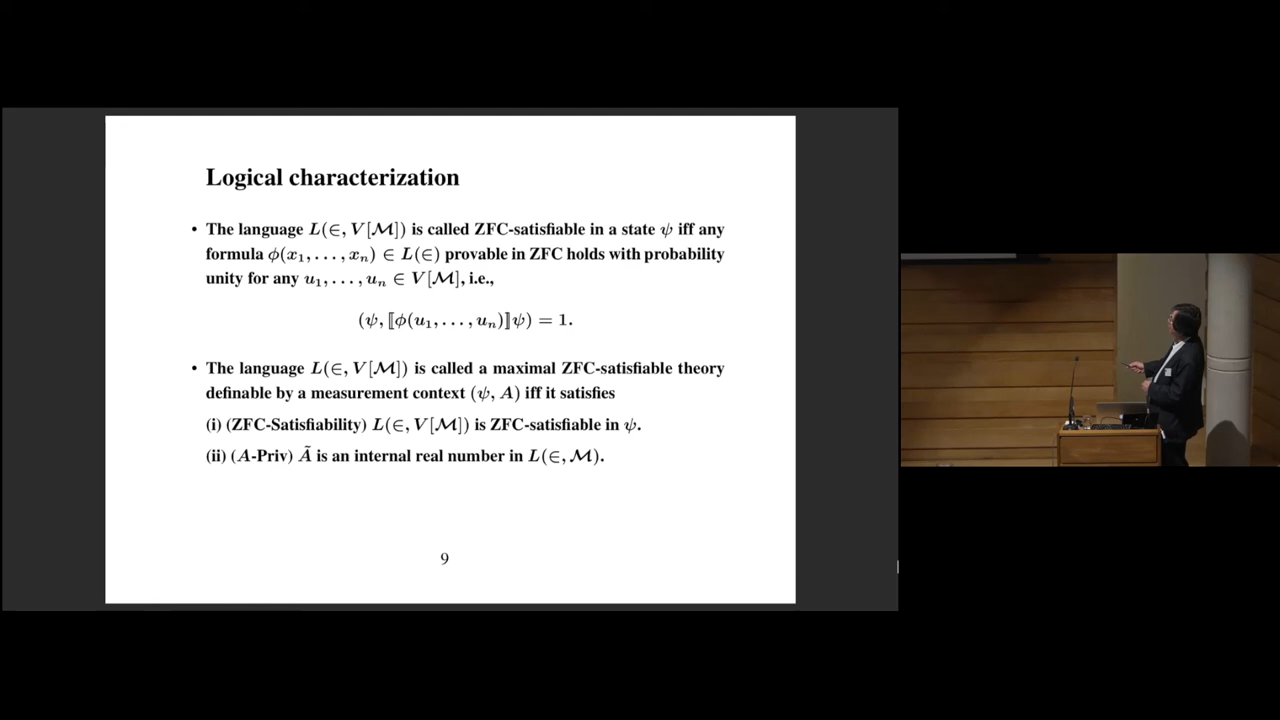 Logical characterization
• The language L(∈, V[ℳ]) is called ZFC-satisfiable in a state ψ iff any
formula ϕ(x₁, . . . , xₙ) ∈ L(∈) provable in ZFC holds with probability
unity for any u₁, . . . , uₙ ∈ V[ℳ], i.e.,
(ψ, ⟦ϕ(u₁, . . . , uₙ)⟧ψ) = 1.
• The language L(∈, V[ℳ]) is called a maximal ZFC-satisfiable theory
definable by a measurement context (ψ, A) iff it satisfies
(i) (ZFC-Satisfiability) L(∈, V[ℳ]) is ZFC-satisfiable in ψ.
(ii) (A-Priv) Ã is an internal real number in L(∈, ℳ).
9